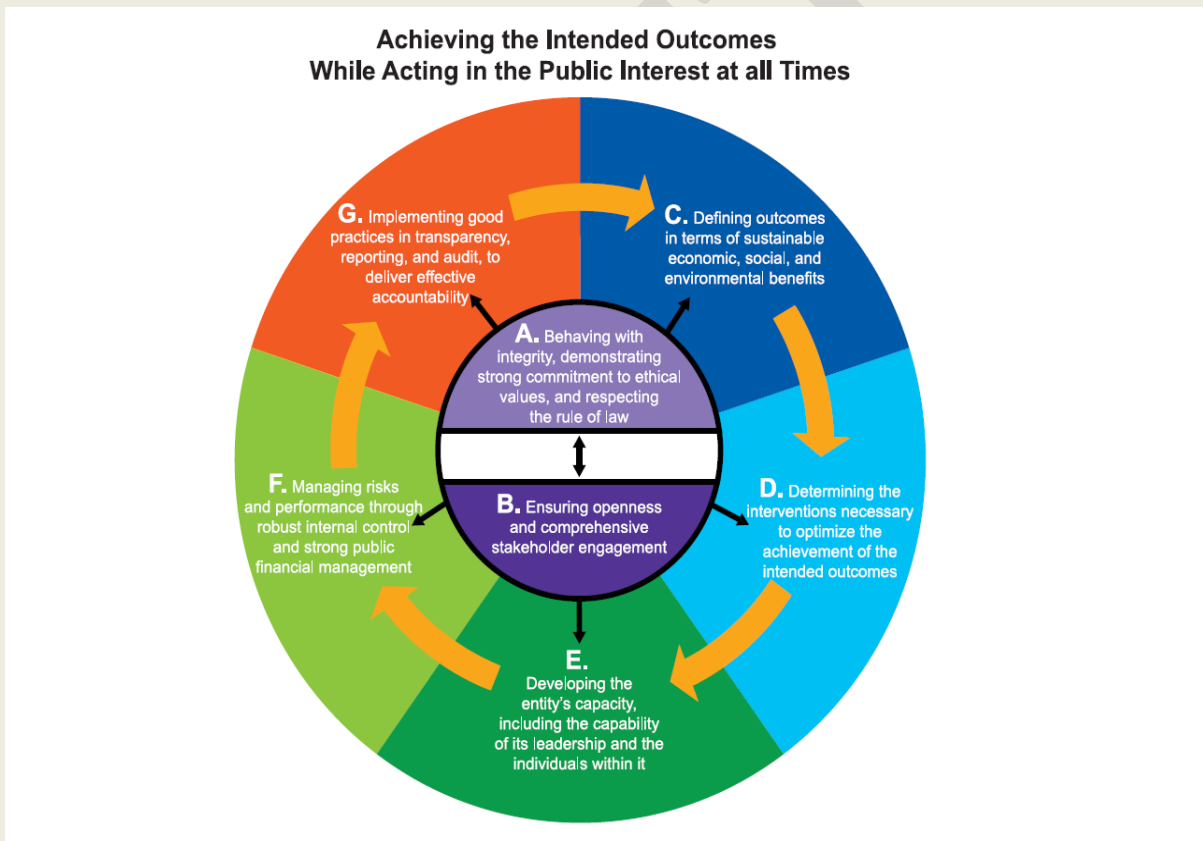 Achieving the Intended Outcomes
While Acting in the Public Interest at all Times
G. Implementing good
practices in transparency,
reporting, and audit, to
deliver effective
accountability
C. Defining outcomes
in terms of sustainable
economic, social, and
environmental benefits
A. Behaving with
integrity, demonstrating
strong commitment to ethical
values, and respecting
the rule of law
B. Ensuring openness
and comprehensive
stakeholder engagement
F. Managing risks
and performance through
robust internal control
and strong public
financial management
D. Determining the
interventions necessary
to optimize the
achievement of the
intended outcomes
E.
Developing the
entity's capacity,
including the capability
of its leadership and the
individuals within it